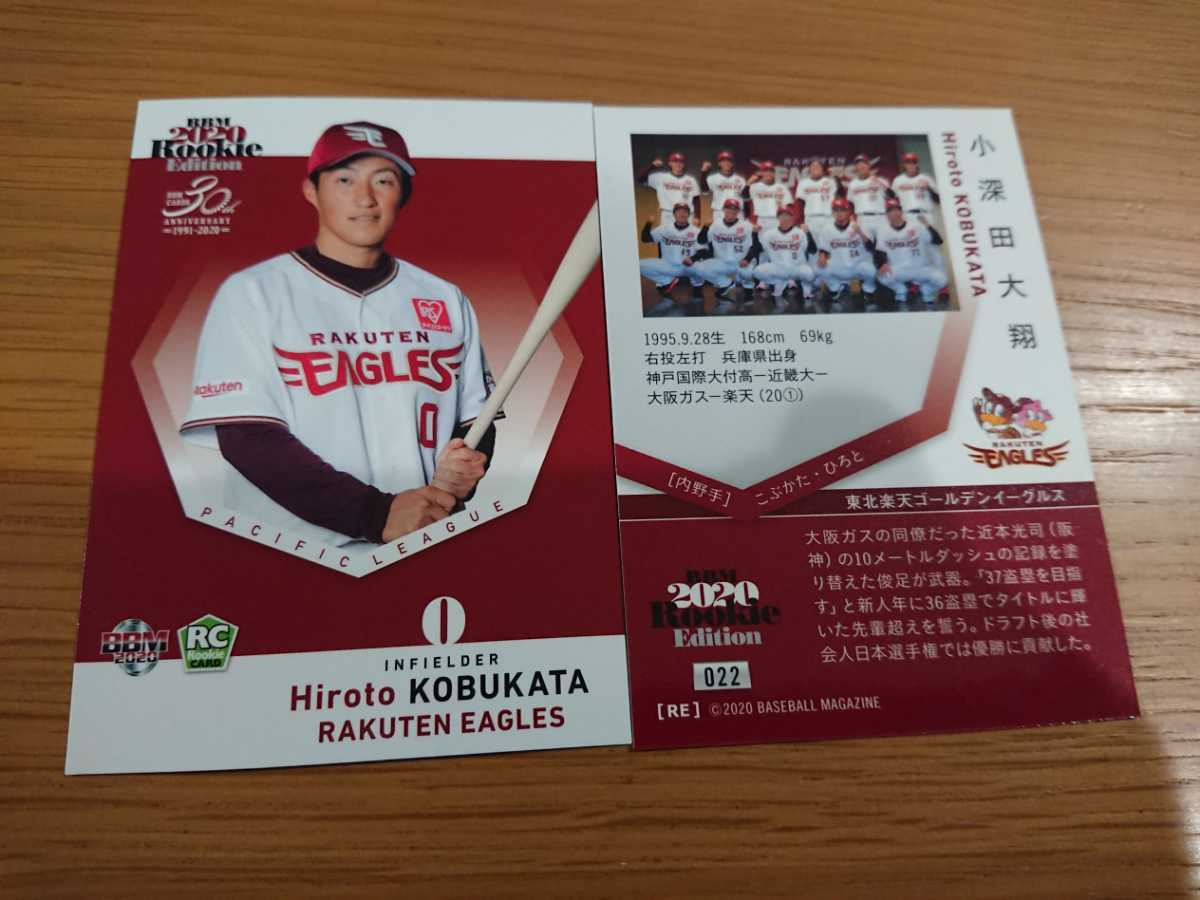 BBM
2020
Rookie
Edition
BBM CARDS
30th
ANNIVERSARY
=1991-2020=
RAKUTEN
EAGLES
Rakuten
0
PACIFIC LEAGUE
BBM
2020
RC
Rookie
CARD
0
INFIELDER
Hiroto KOBUKATA
RAKUTEN EAGLES
小深田大翔
Hiroto KOBUKATA
RAKUTEN
EAGLES
1995.9.28生 168cm 69kg
右投左打 兵庫県出身
神戸国際大付高ー近畿大ー
大阪ガスー楽天(20①)
[内野手]
こぶかた・ひろと
RAKUTEN
EAGLES
東北楽天ゴールデンイーグルス
大阪ガスの同僚だった近本光司(阪
神)の10メートルダッシュの記録を塗
り替えた俊足が武器。「37盗塁を目指
す」と新人年に36盗塁でタイトルに輝
いた先輩超えを誓う。ドラフト後の社
会人日本選手権では優勝に貢献した。
BBM
2020
Rookie
Edition
022
[RE] ©2020 BASEBALL MAGAZINE